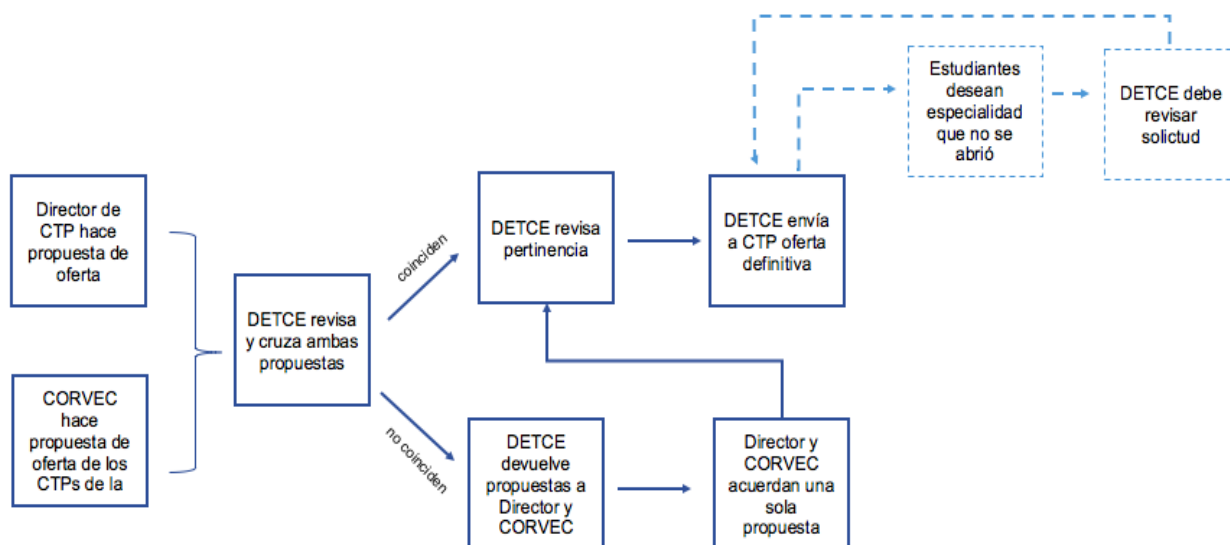 Director de
CTP hace
propuesta de
oferta
CORVEC
hace
propuesta de
oferta de los
CTPs de la
DETCE revisa
y cruza ambas
propuestas
coinciden
no coinciden
DETCE revisa
pertinencia
DETCE envía
a CTP oferta
definitiva
Estudiantes
desean
especialidad
que no se
abrió
DETCE debe
revisar
solictud
DETCE
devuelve
propuestas a
Director y
CORVEC
Director y
CORVEC
acuerdan una
sola
propuesta